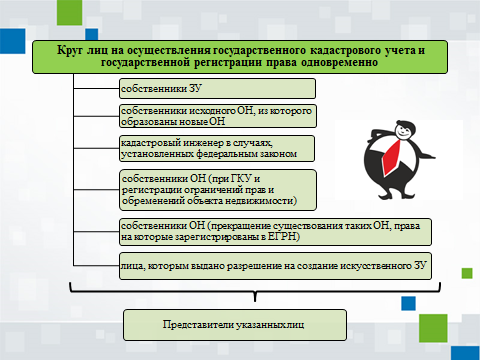 Круг лиц на осуществления государственного кадастрового учета и
государственной регистрации права одновременно
собственники ЗУ
собственники исходного ОН, из которого
образованы новые ОН
кадастровый инженер в случаях,
установленных федеральным законом
собственники ОН (при ГКУ и
регистрации ограничений прав и
обременений объекта недвижимости)
собственники ОН (прекращение существования таких ОН, права
на которые зарегистрированы в ЕГРН)
лица, которым выдано разрешение на создание искусственного ЗУ
Представители указанных лиц